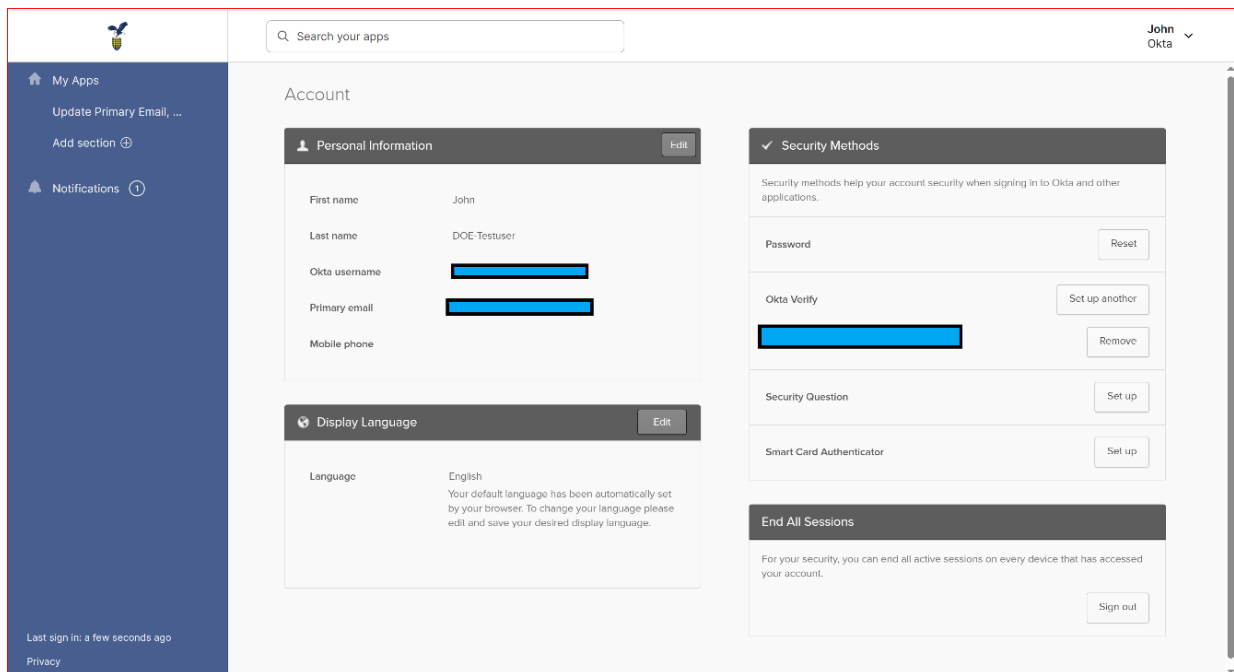 Search your apps
John
Okta
My Apps
Update Primary Email, ...
Add section
Notifications 1
Last sign in: a few seconds ago
Privacy
Account
Personal Information
Edit
First name John
Last name DOE-Testuser
Okta username
Primary email
Mobile phone
Display Language
Edit
Language English
Your default language has been automatically set
by your browser. To change your language please
edit and save your desired display language.
Security Methods
Security methods help your account security when signing in to Okta and other
applications.
Password Reset
Okta Verify Set up another
Remove
Security Question Set up
Smart Card Authenticator Set up
End All Sessions
For your security, you can end all active sessions on every device that has accessed
your account.
Sign out